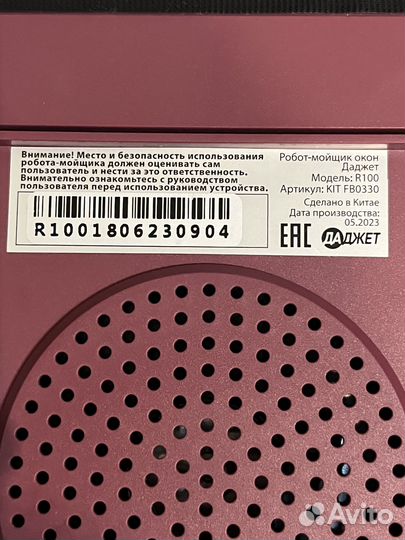 Внимание! Место и безопасность использования
робота-мойщика должен оценивать сам
пользователь и нести за это ответственность.
Внимательно ознакомьтесь с руководством
пользователя перед использованием устройства.
R1001806230904
Робот-мойщик окон
Даджет
Модель: R100
Артикул: KIT FB0330
Сделано в Китае
Дата производства:
05.2023
EAC ДАДЖЕТ
Avito